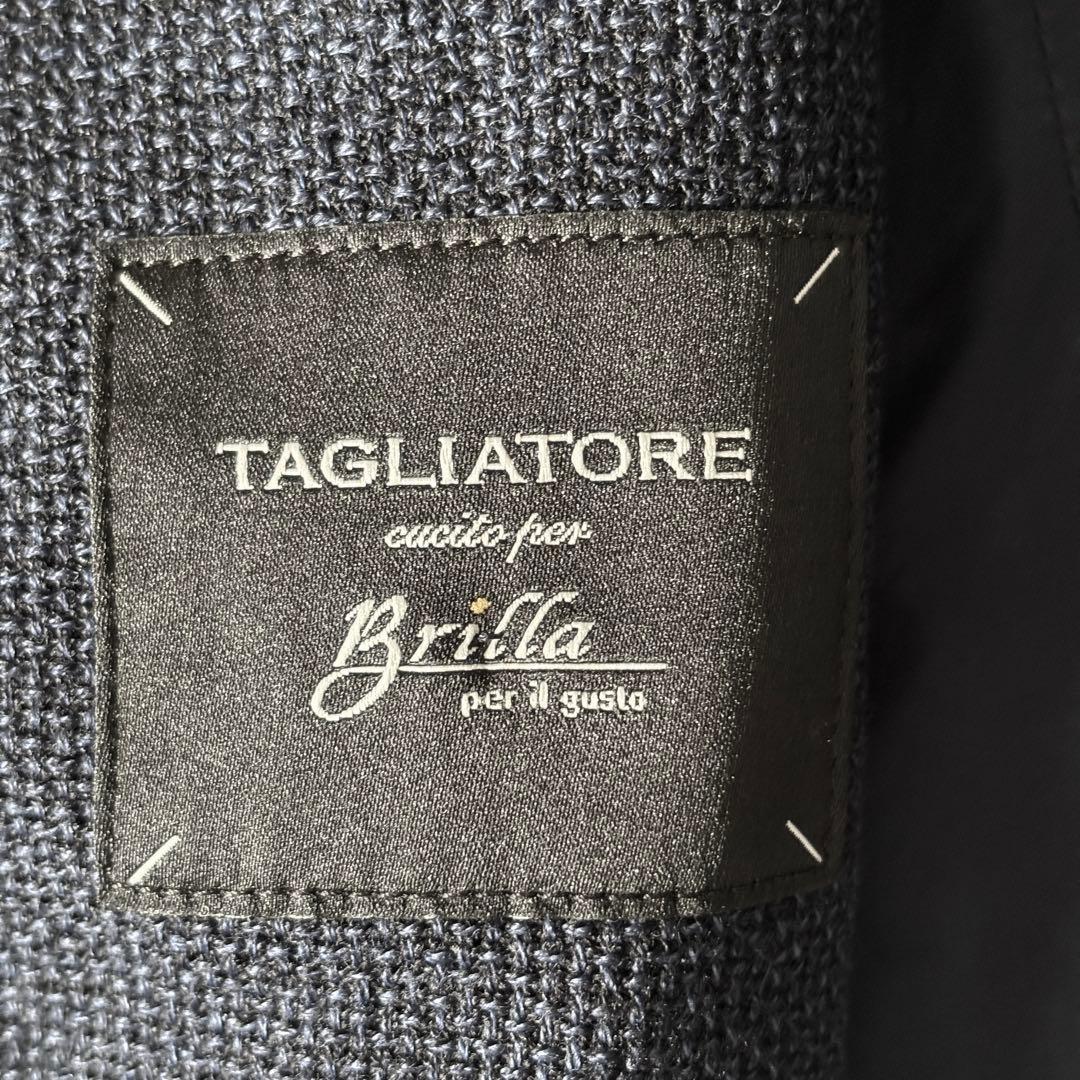 TAGLIATORE
cucito per
Brilla
per il gusto